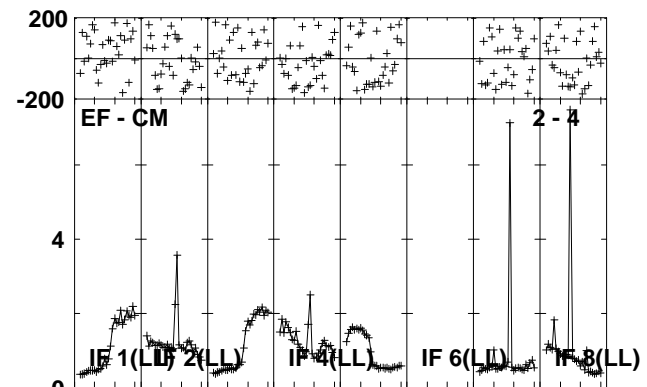 200
-200
EF - CM 2 - 4
4
IF 1(LL) IF 2(LL) IF 4(LL) IF 6(LL) IF 8(LL)
0